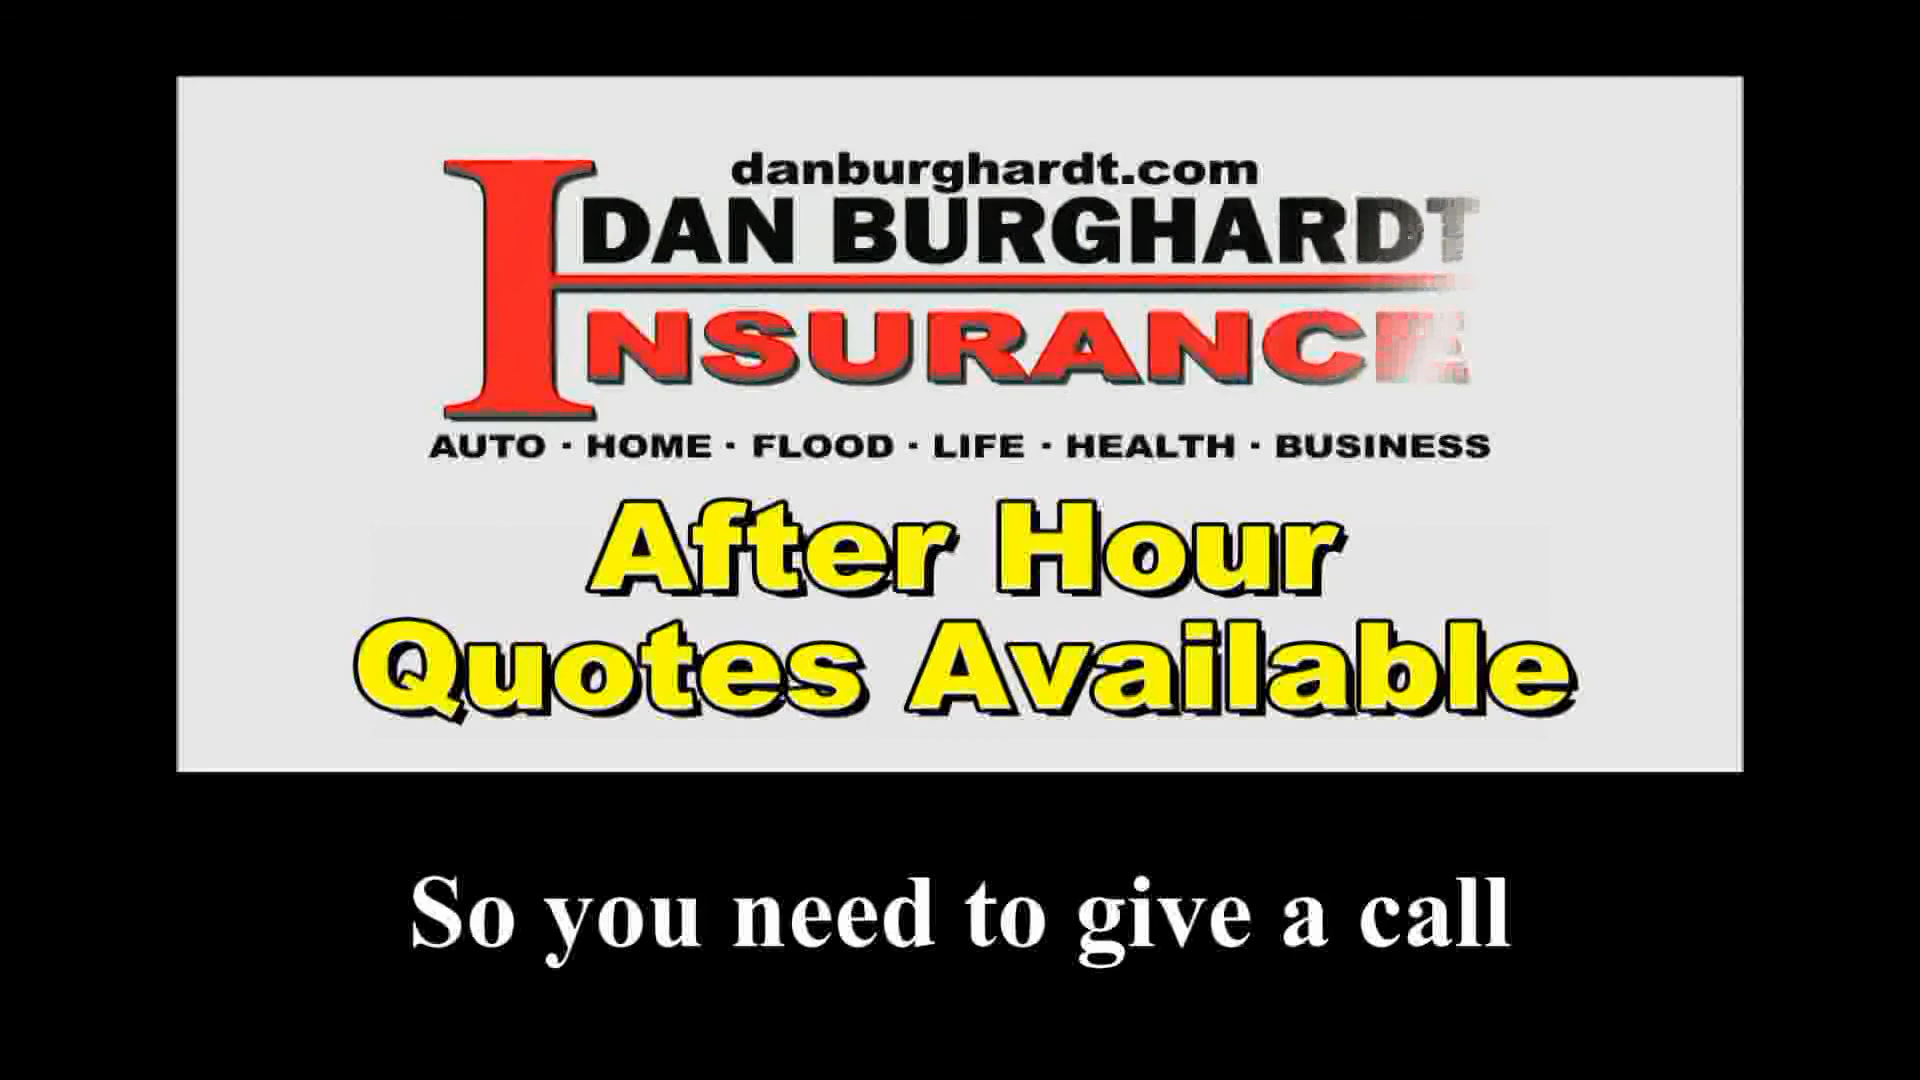 danburghardt.com
DAN BURGHARDT
INSURANCE
AUTO · HOME · FLOOD · LIFE · HEALTH · BUSINESS
After Hour
Quotes Available
So you need to give a call